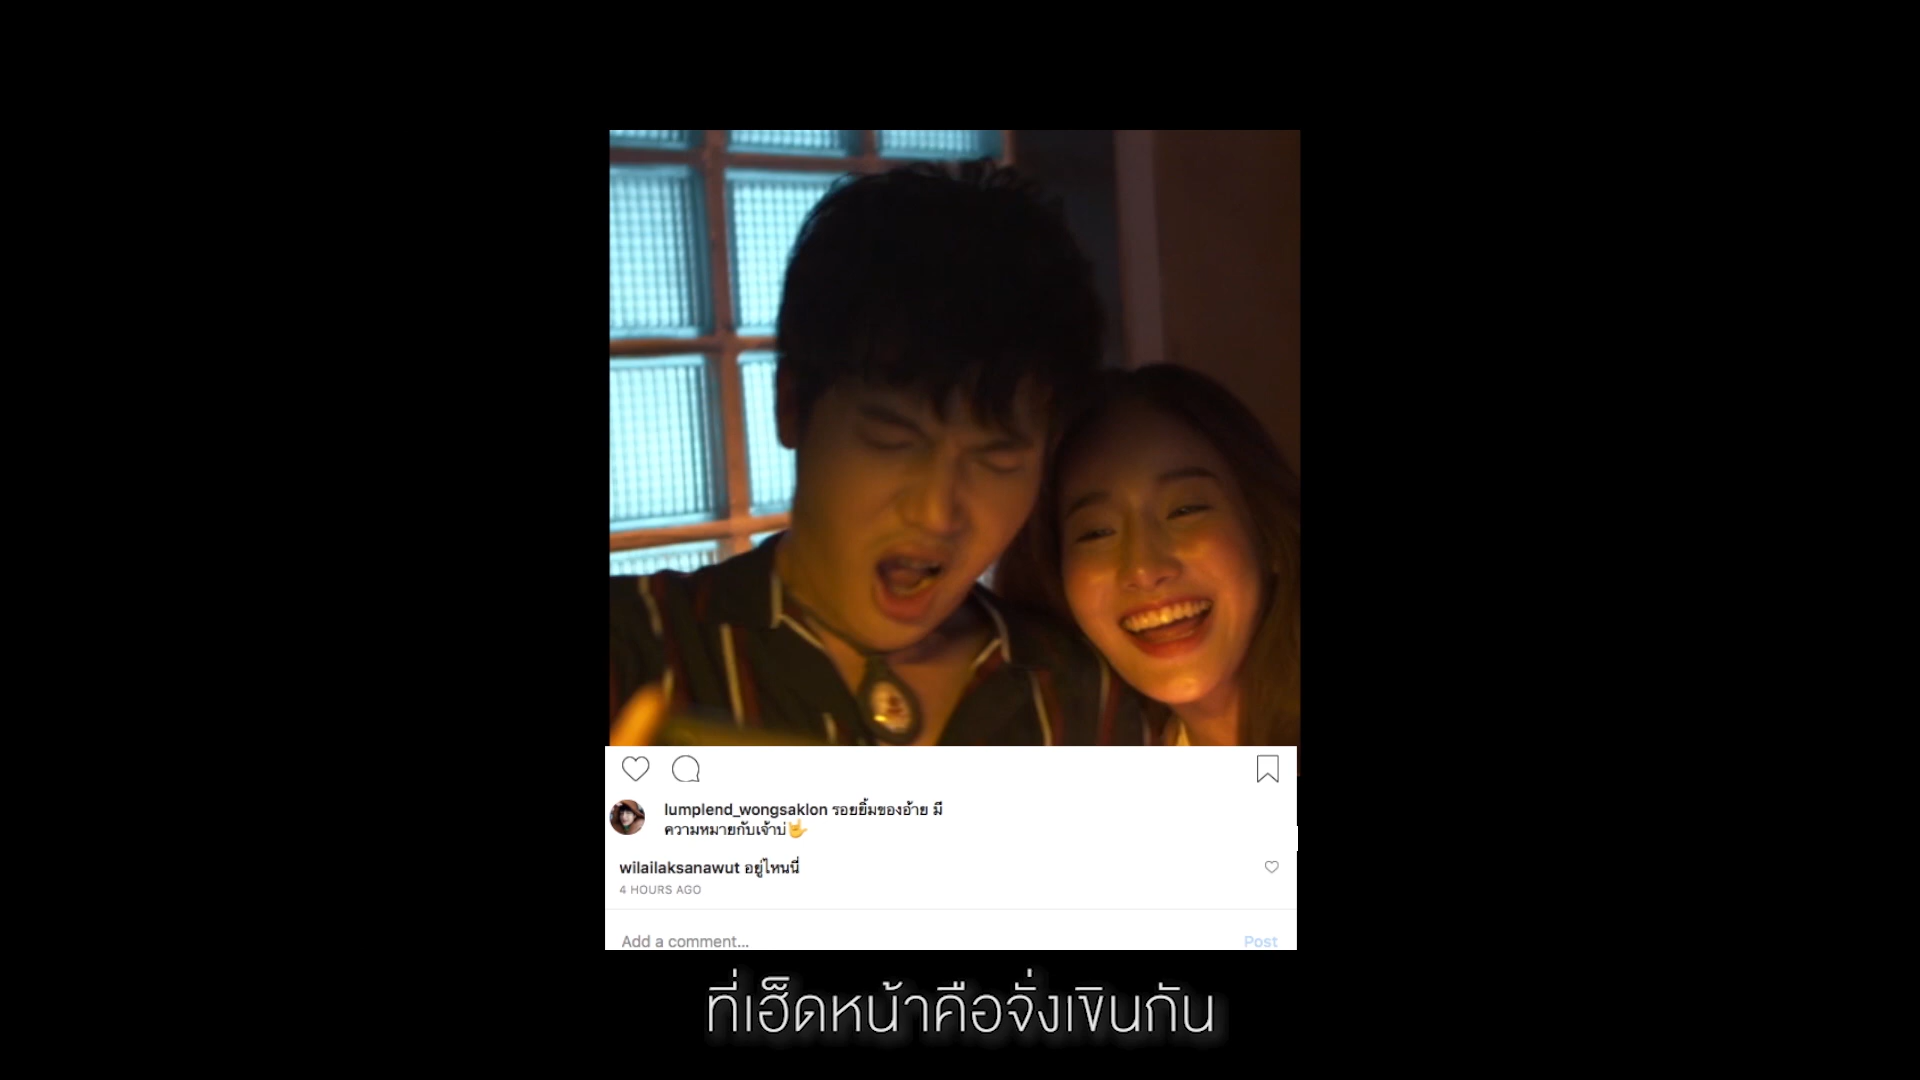 lumplend_wongsaklon รอยยิ้มของอ้าย มี
ความหมายกับเจ้าบ่🤟
wilailaksanawut อยู่ไหนนี่
4 HOURS AGO
Add a comment...
Post
ที่เฮ็ดหน้าคือจั่งเขินกัน